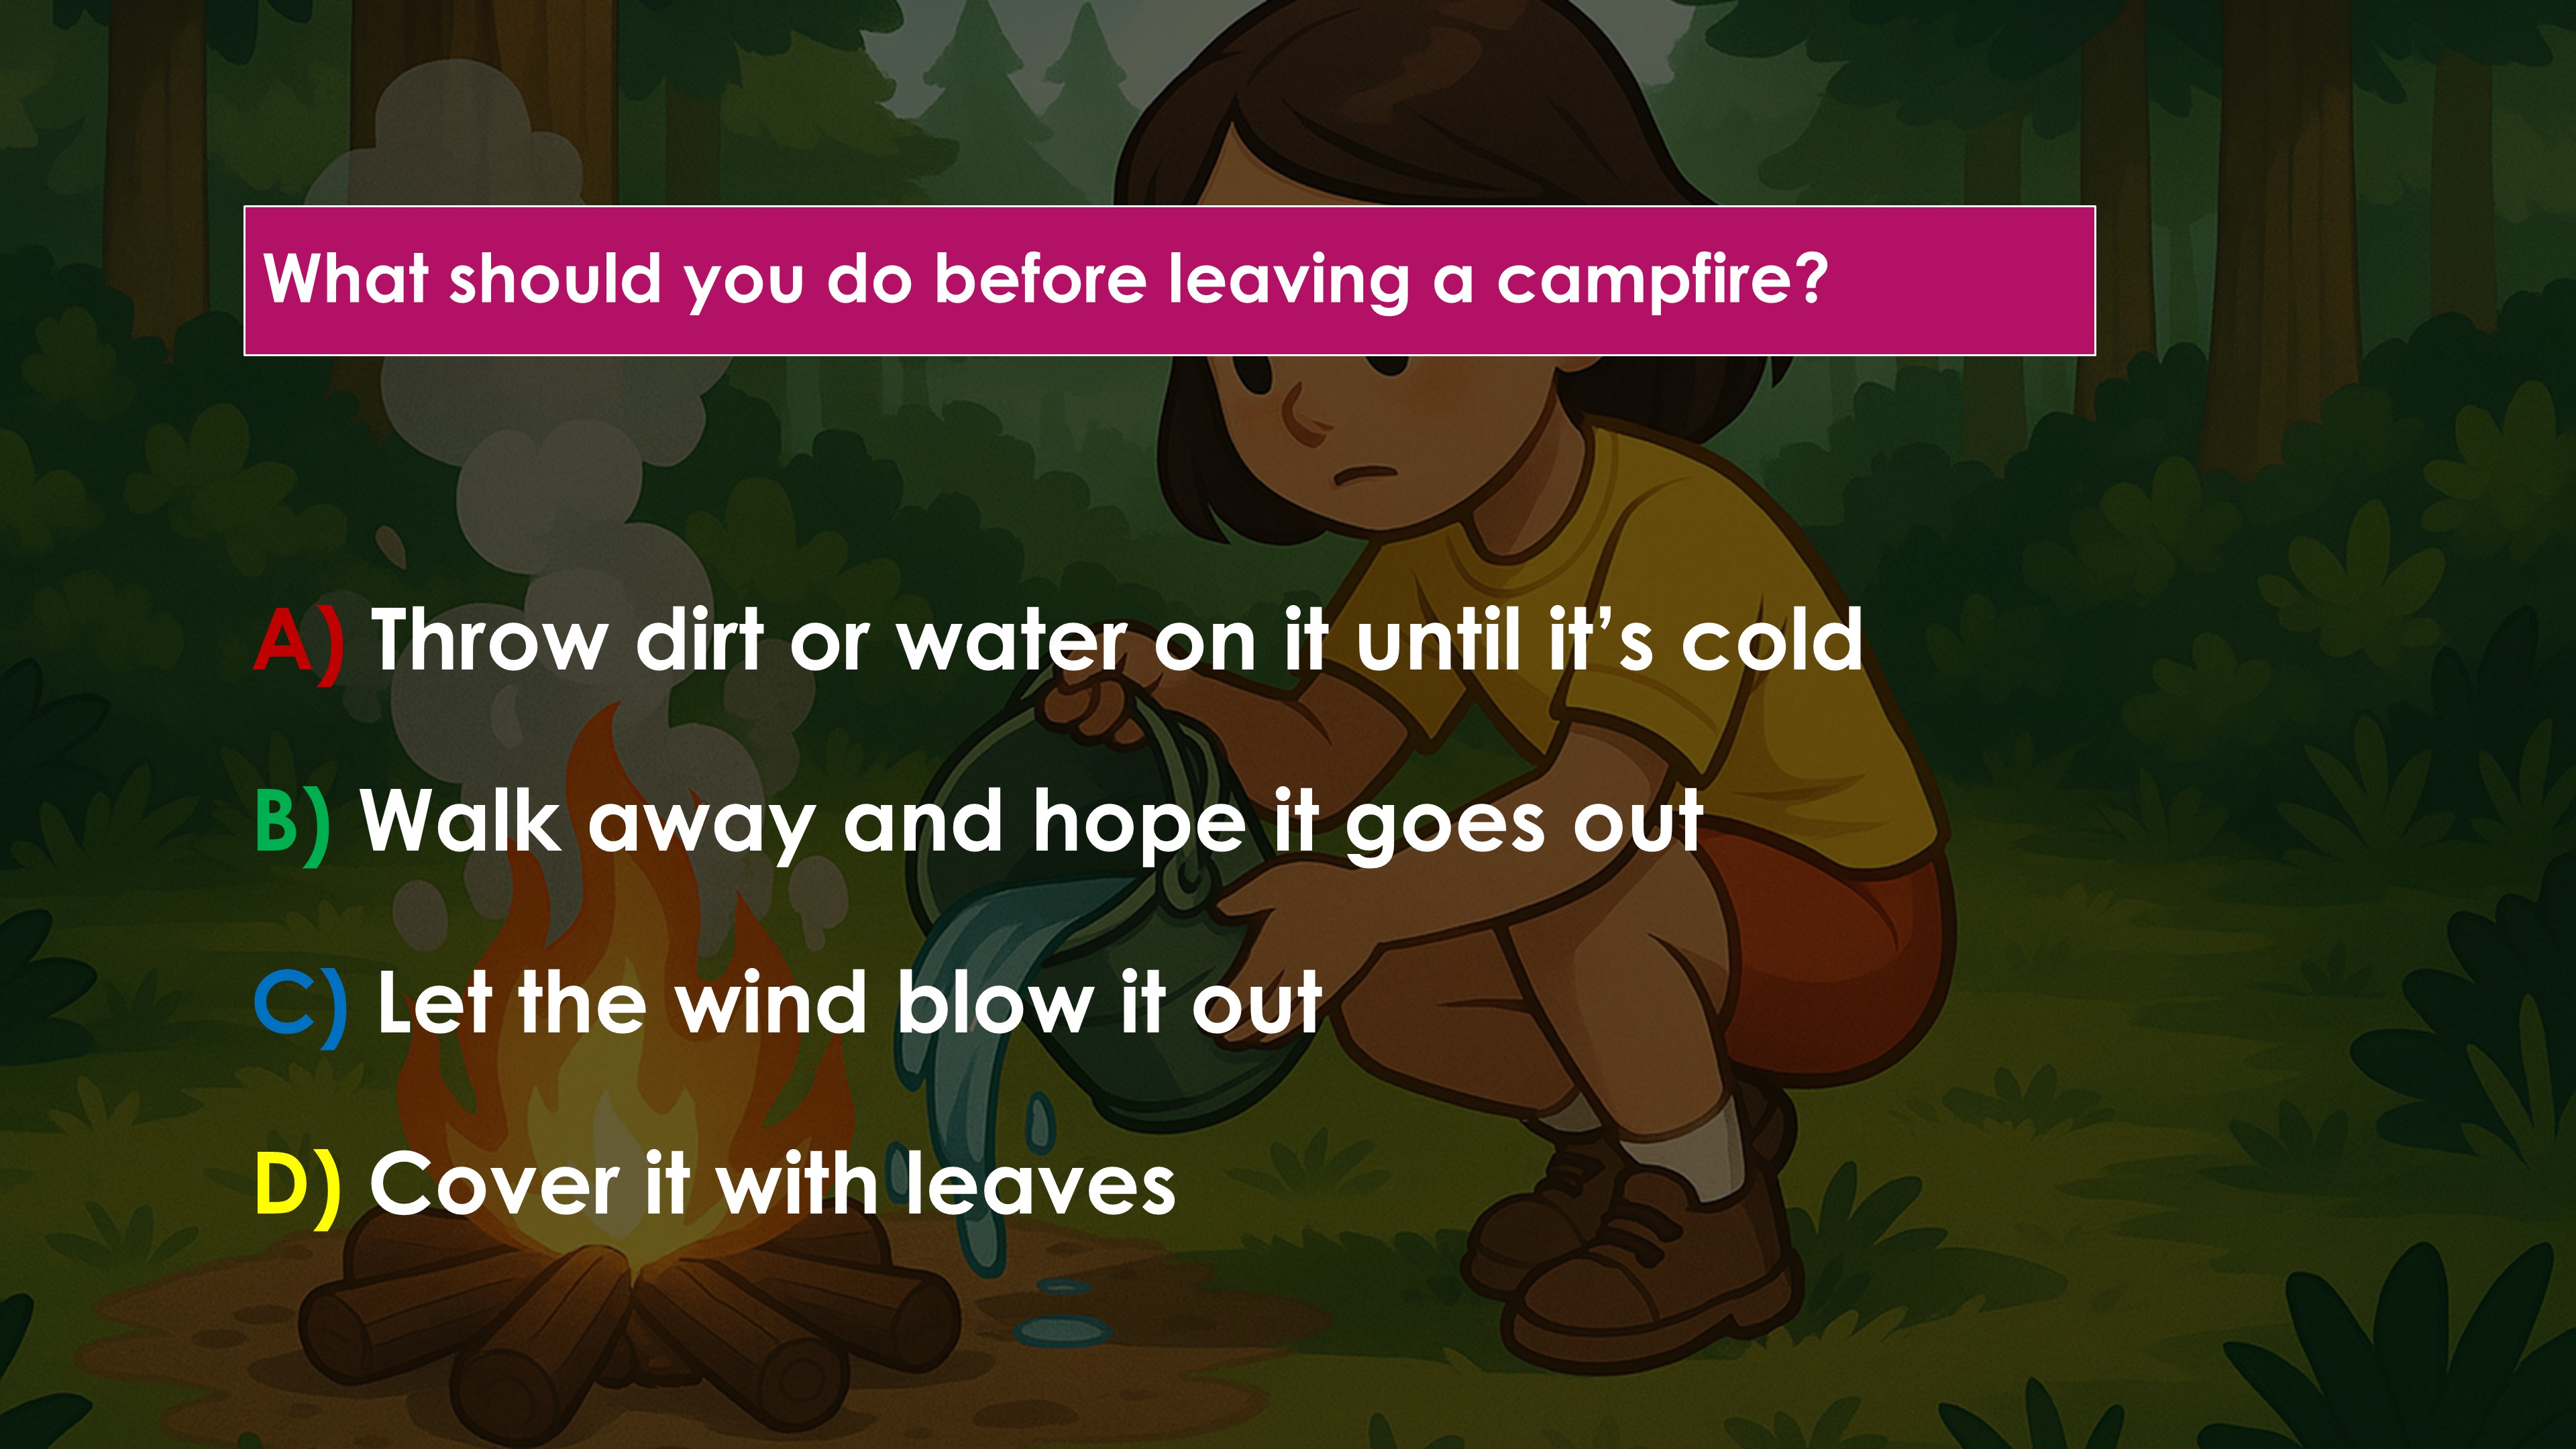 What should you do before leaving a campfire?
A) Throw dirt or water on it until it’s cold
B) Walk away and hope it goes out
C) Let the wind blow it out
D) Cover it with leaves